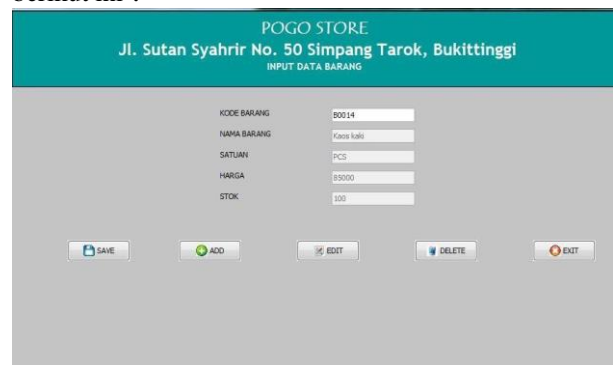 POGO STORE
Jl. Sutan Syahrir No. 50 Simpang Tarok, Bukittinggi
INPUT DATA BARANG
KODE BARANG B0014
NAMA BARANG Kaos kaki
SATUAN PCS
HARGA 85000
STOK 100
SAVE ADD EDIT DELETE EXIT